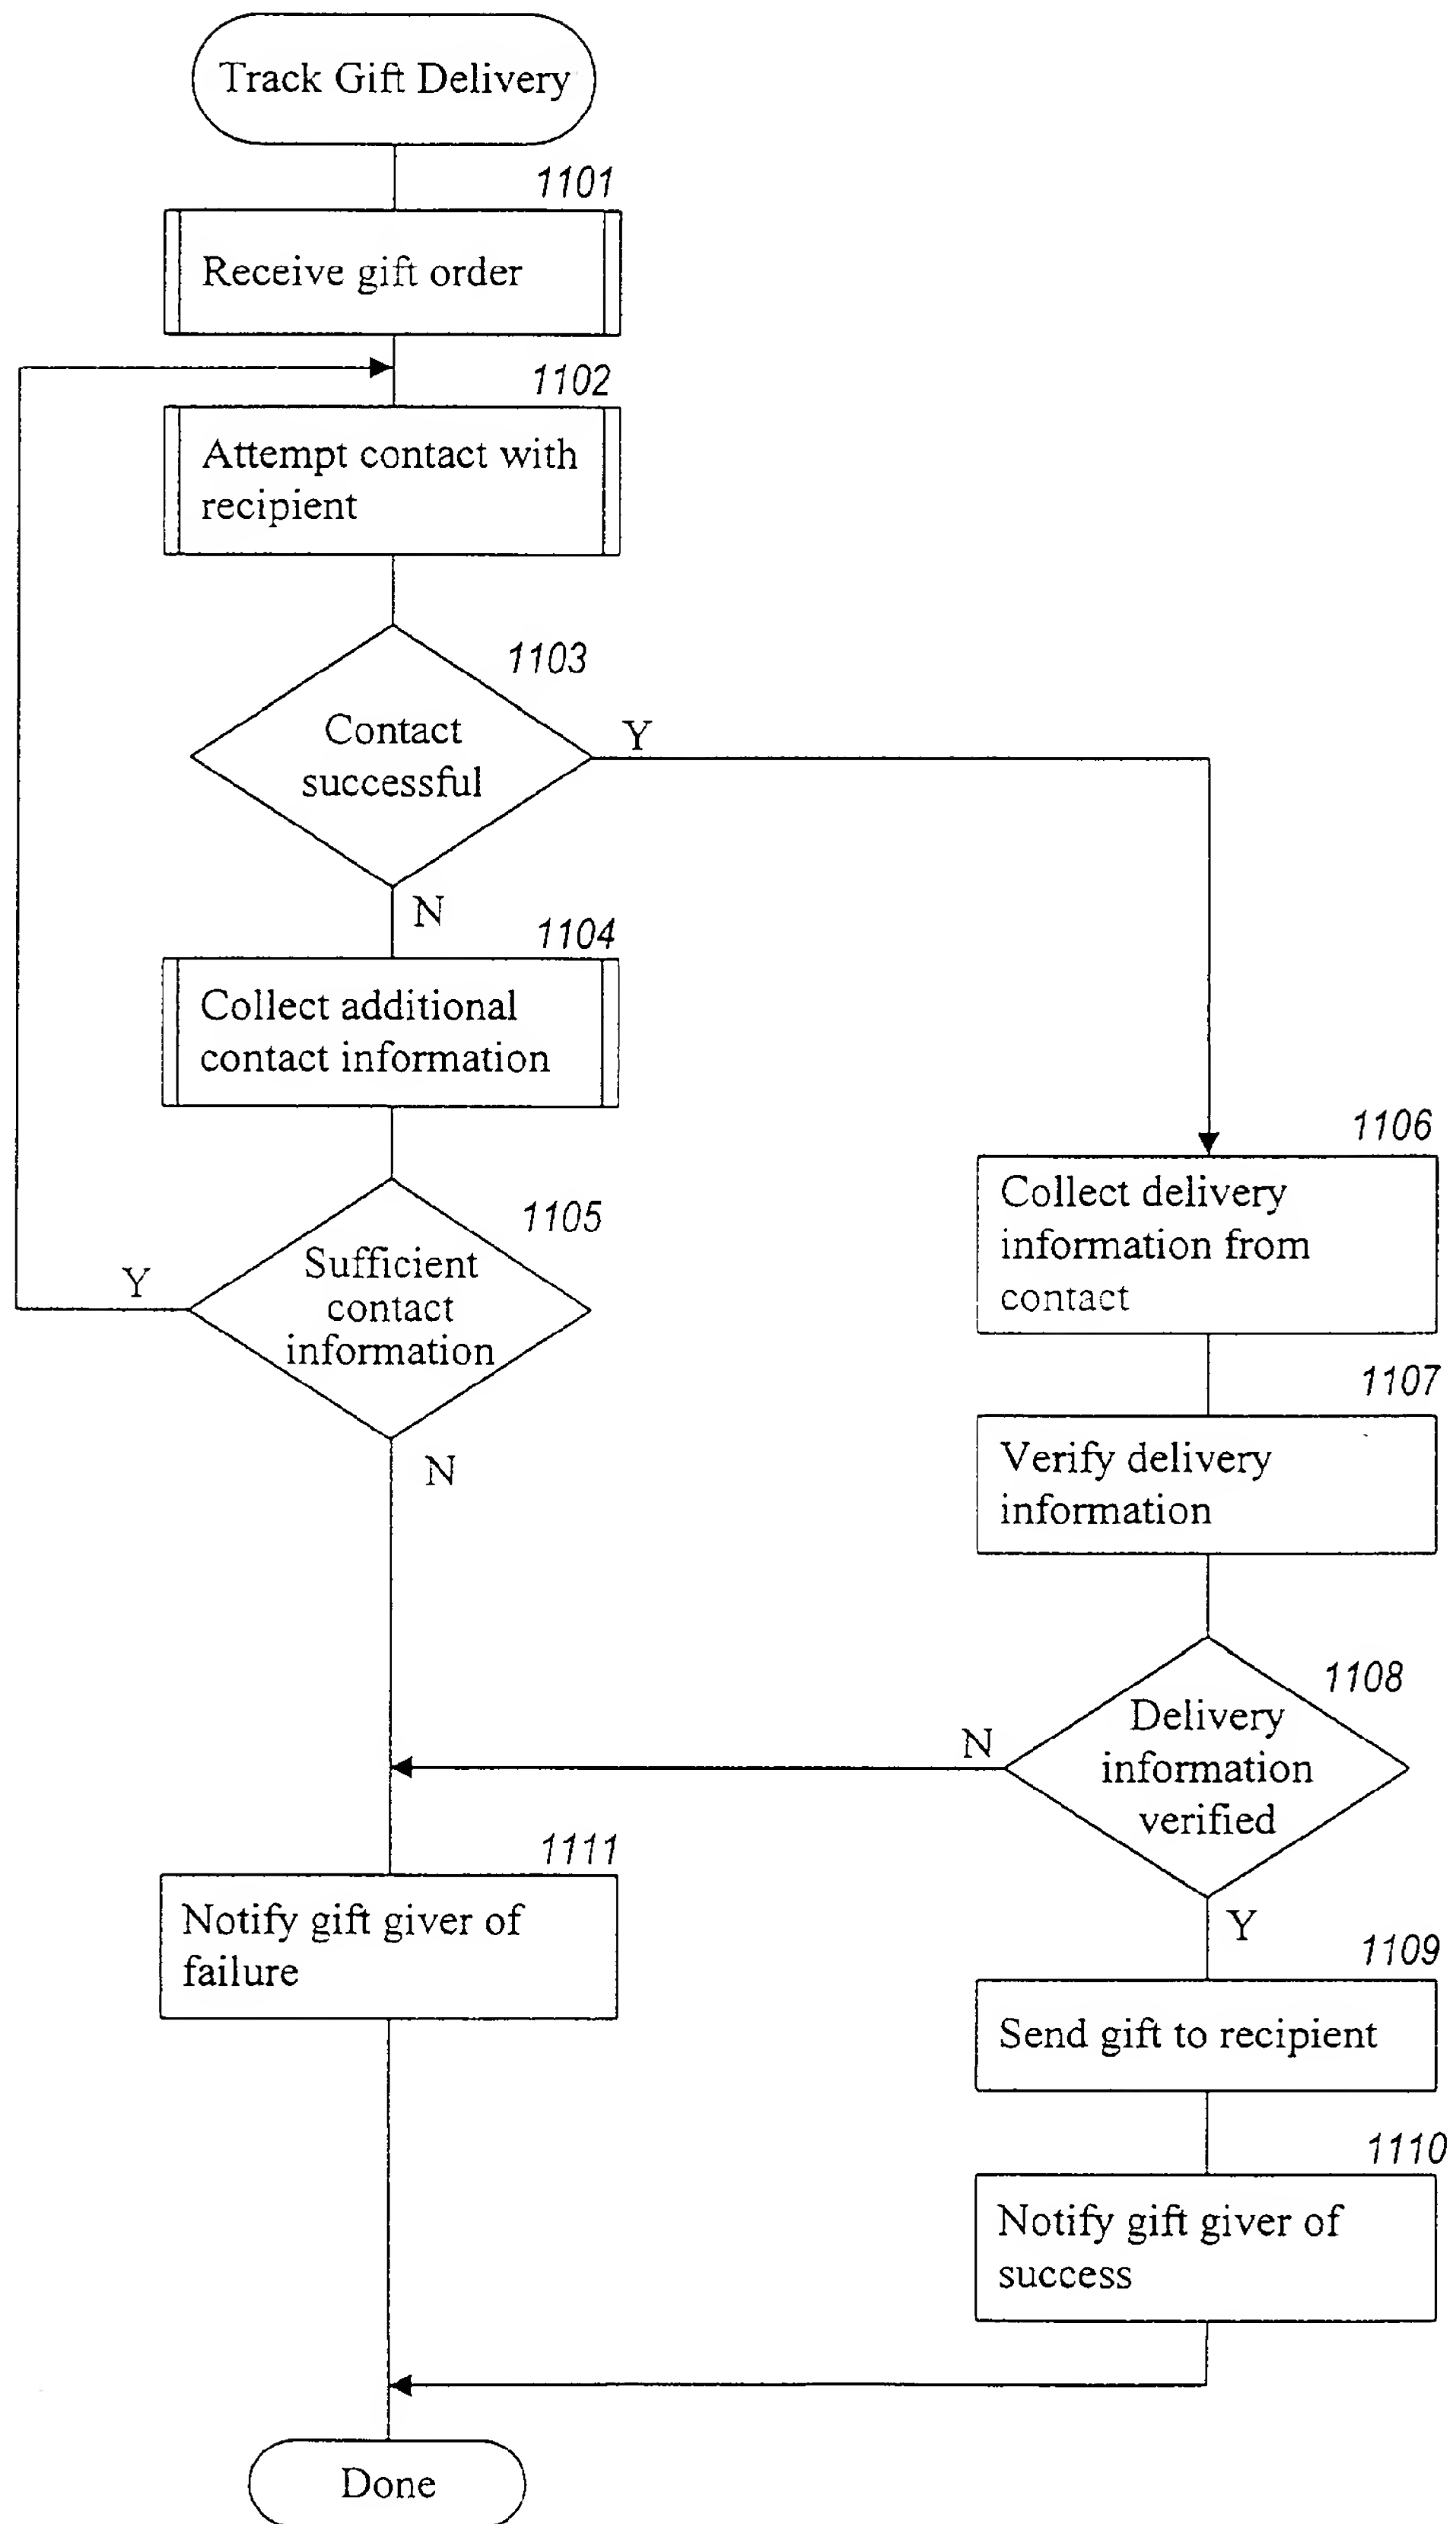 Track Gift Delivery
1101
Receive gift order
1102
Attempt contact with
recipient
1103
Contact
successful
Y
N
1104
Collect additional
contact information
1105
Sufficient
contact
information
Y
N
1106
Collect delivery
information from
contact
1107
Verify delivery
information
1108
Delivery
information
verified
N
Y
1109
Send gift to recipient
1110
Notify gift giver of
success
1111
Notify gift giver of
failure
Done